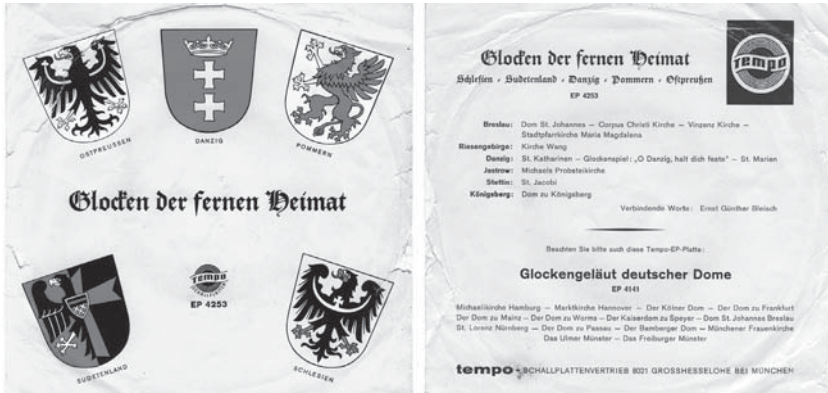 OSTPREUSSEN
DANZIG
POMMERN
Glocken der fernen Heimat
Tempo
SCHALLPLATTEN
EP 4253
SUDETENLAND
SCHLESIEN
Glocken der fernen Heimat
Schlesien - Sudetenland - Danzig - Pommern - Ostpreußen
EP 4253
Tempo
Breslau: Dom St. Johannes — Corpus Christi Kirche — Vinzenz Kirche —
Stadtpfarrkirche Maria Magdalena
Riesengebirge: Kirche Wang
Danzig: St. Katharinen — Glockenspiel: „O Danzig, halt dich feste" — St. Marien
Jastrow: Michaels Probsteikirche
Stettin: St. Jacobi
Königsberg: Dom zu Königsberg
Verbindende Worte: Ernst Günther Bleisch
Beachten Sie bitte auch diese Tempo-EP-Platte:
Glockengeläut deutscher Dome
EP 4141
Michaeliskirche Hamburg — Marktkirche Hannover — Der Kölner Dom — Der Dom zu Frankfurt
Der Dom zu Mainz — Der Dom zu Worms — Der Kaiserdom zu Speyer — Dom St. Johannes Breslau
St. Lorenz Nürnberg — Der Dom zu Passau — Der Bamberger Dom — Münchener Frauenkirche
Das Ulmer Münster — Das Freiburger Münster
tempo - SCHALLPLATTENVERTRIEB 8021 GROSSHESSELOHE BEI MÜNCHEN